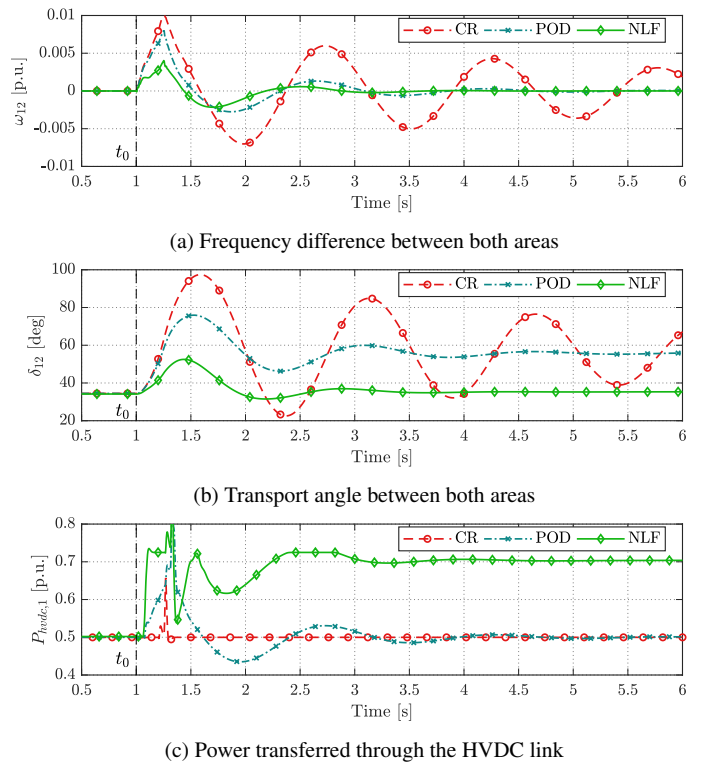 0.01
0.005
0
-0.005
-0.01
ω₁₂ [p.u.]
CR POD NLF
t₀
0.5 1 1.5 2 2.5 3 3.5 4 4.5 5 5.5 6
Time [s]
(a) Frequency difference between both areas
100
80
60
40
20
δ₁₂ [deg]
CR POD NLF
t₀
0.5 1 1.5 2 2.5 3 3.5 4 4.5 5 5.5 6
Time [s]
(b) Transport angle between both areas
0.8
0.7
0.6
0.5
0.4
P_{hvdc,1} [p.u.]
CR POD NLF
t₀
0.5 1 1.5 2 2.5 3 3.5 4 4.5 5 5.5 6
Time [s]
(c) Power transferred through the HVDC link